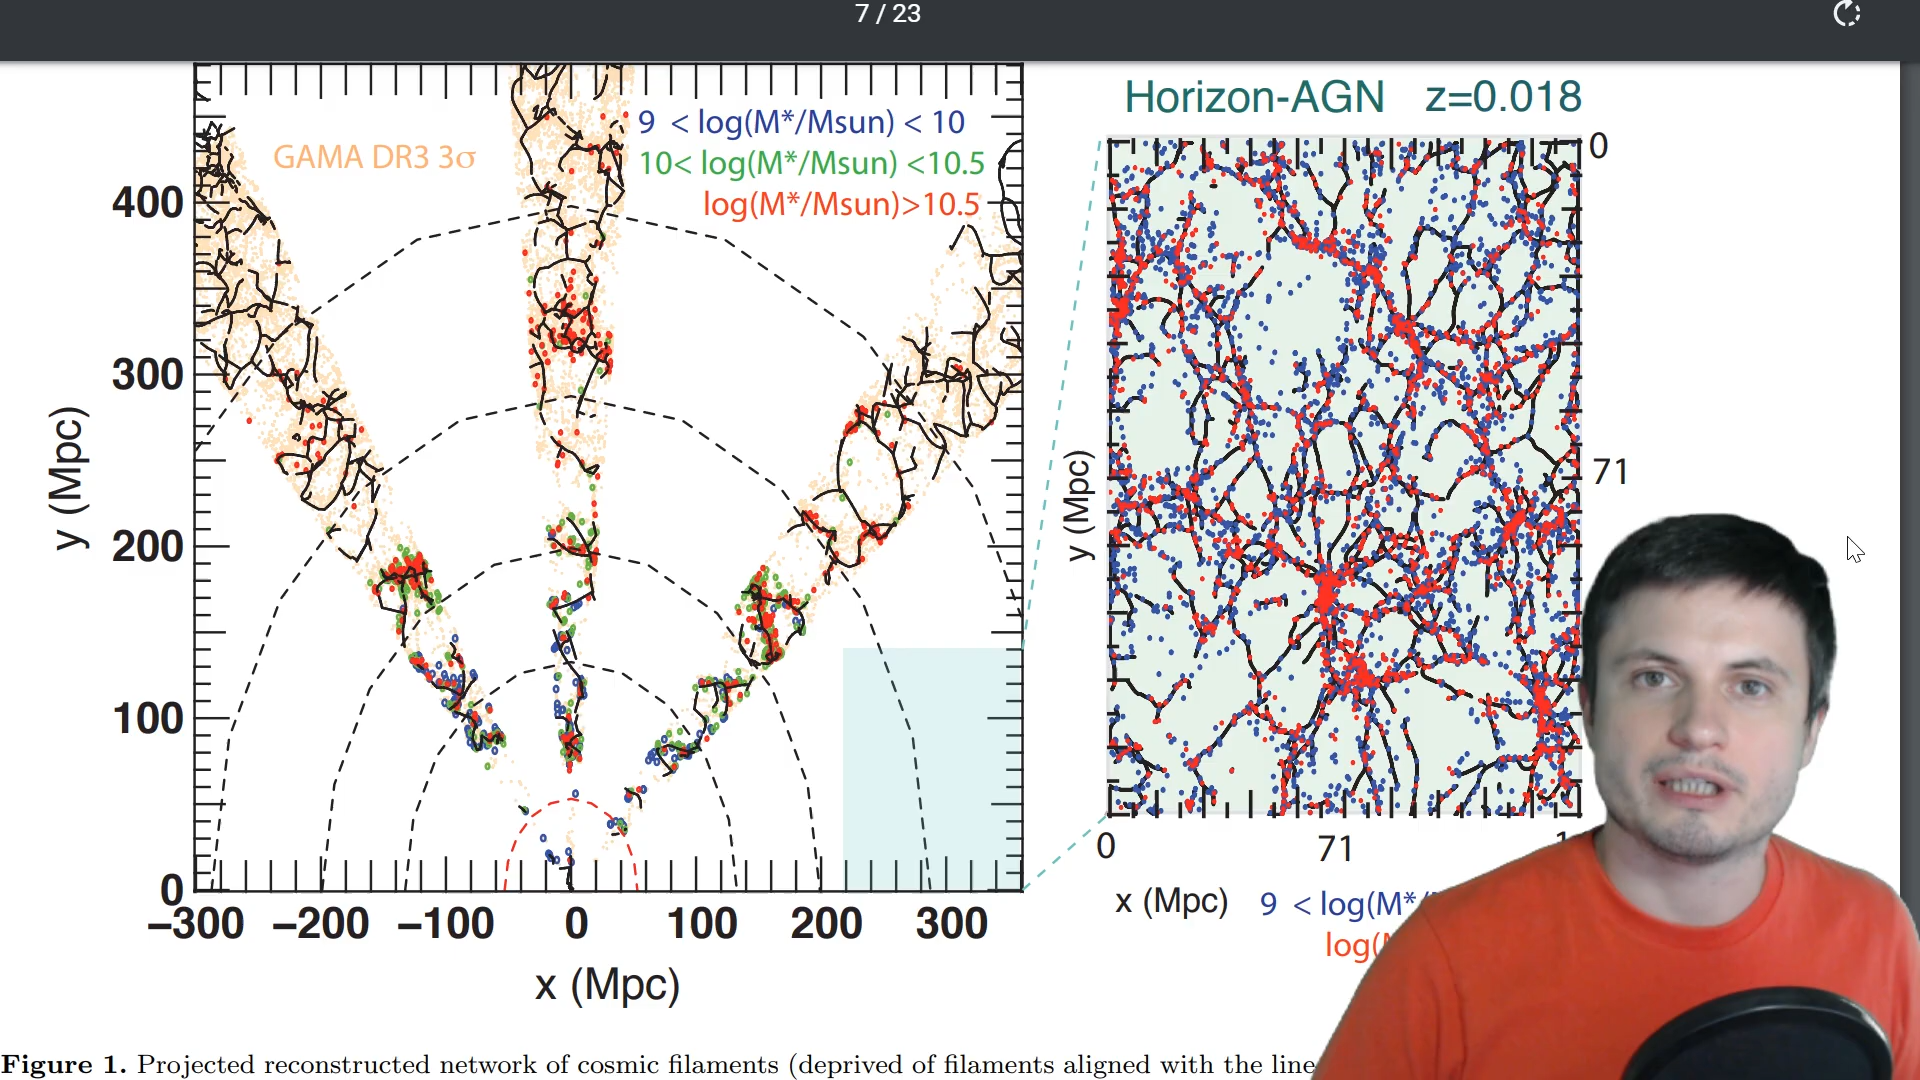 7 / 23
GAMA DR3 3σ
9 < log(M*/Msun) < 10
10< log(M*/Msun) <10.5
log(M*/Msun)>10.5
400
300
200
100
0
y (Mpc)
−300 −200 −100 0 100 200 300
x (Mpc)
Horizon-AGN z=0.018
0
71
y (Mpc)
0 71
x (Mpc) 9 < log(M*/
log(
Figure 1. Projected reconstructed network of cosmic filaments (deprived of filaments aligned with the line